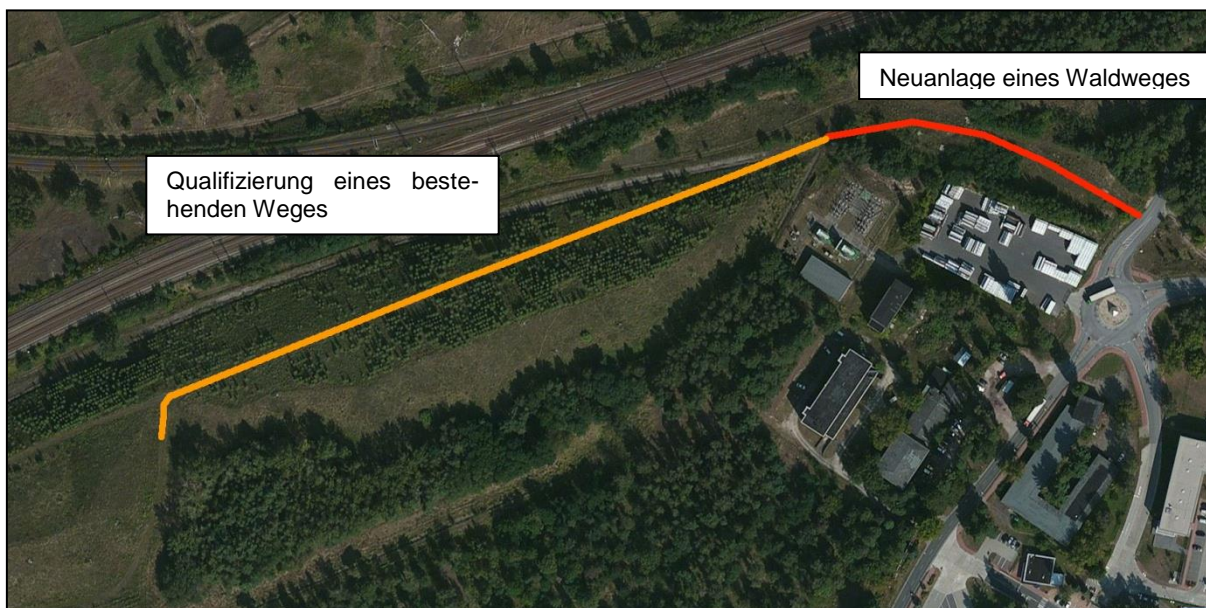 Neuanlage eines Waldweges
Qualifizierung eines beste-
henden Weges